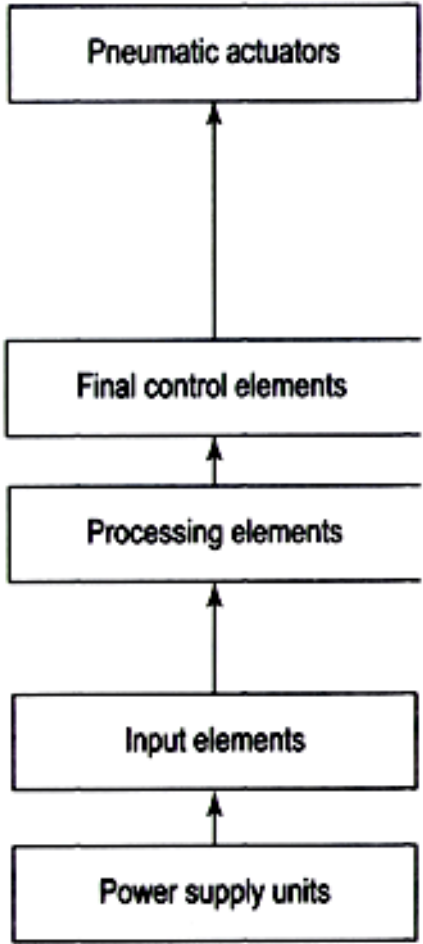 Pneumatic actuators
Final control elements
Processing elements
Input elements
Power supply units